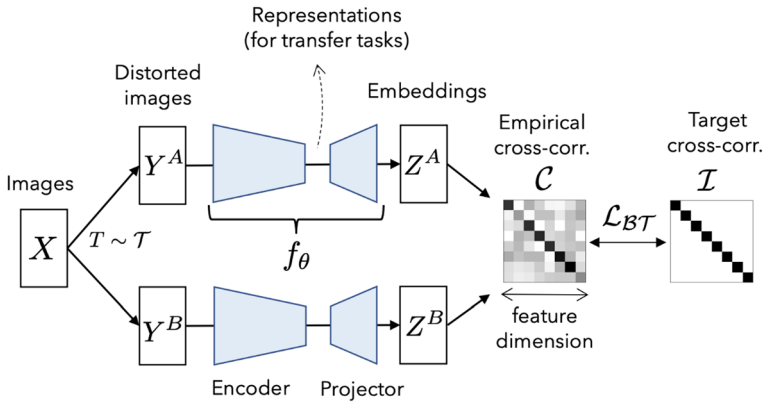 Representations
(for transfer tasks)
Distorted
images
Embeddings
Empirical
cross-corr.
Target
cross-corr.
Images
Y^A
Z^A
C
I
X
T ~ T
f_θ
L_BT
Y^B
Z^B
feature
dimension
Encoder
Projector